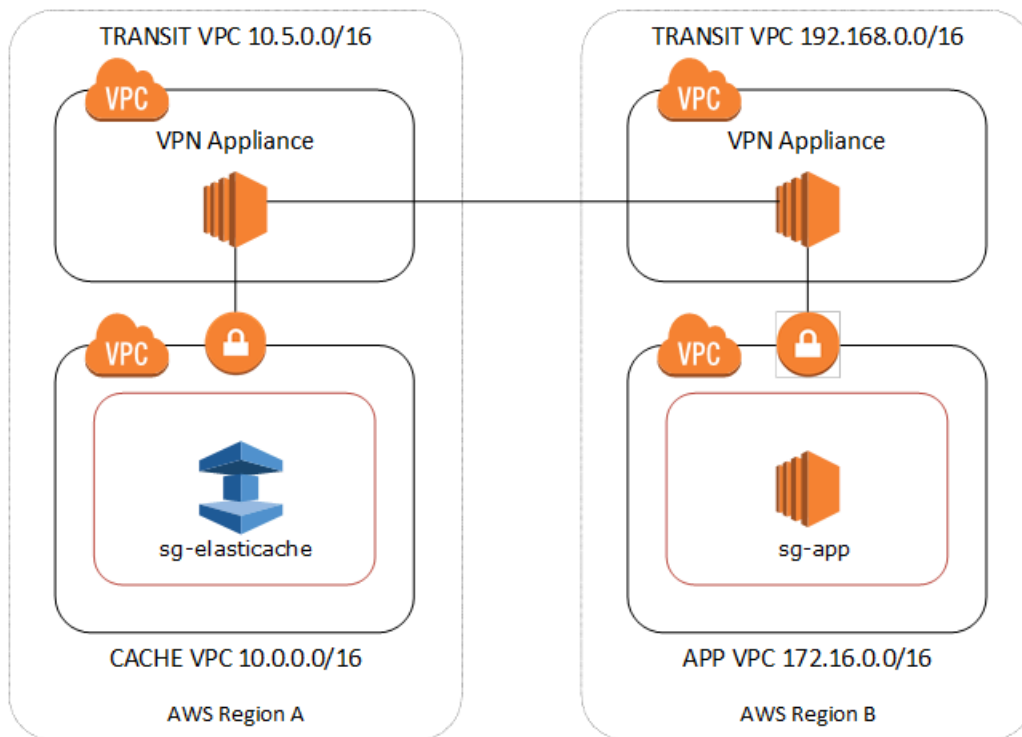 TRANSIT VPC 10.5.0.0/16
VPC
VPN Appliance
VPC
sg-elasticache
CACHE VPC 10.0.0.0/16
AWS Region A
TRANSIT VPC 192.168.0.0/16
VPC
VPN Appliance
VPC
sg-app
APP VPC 172.16.0.0/16
AWS Region B